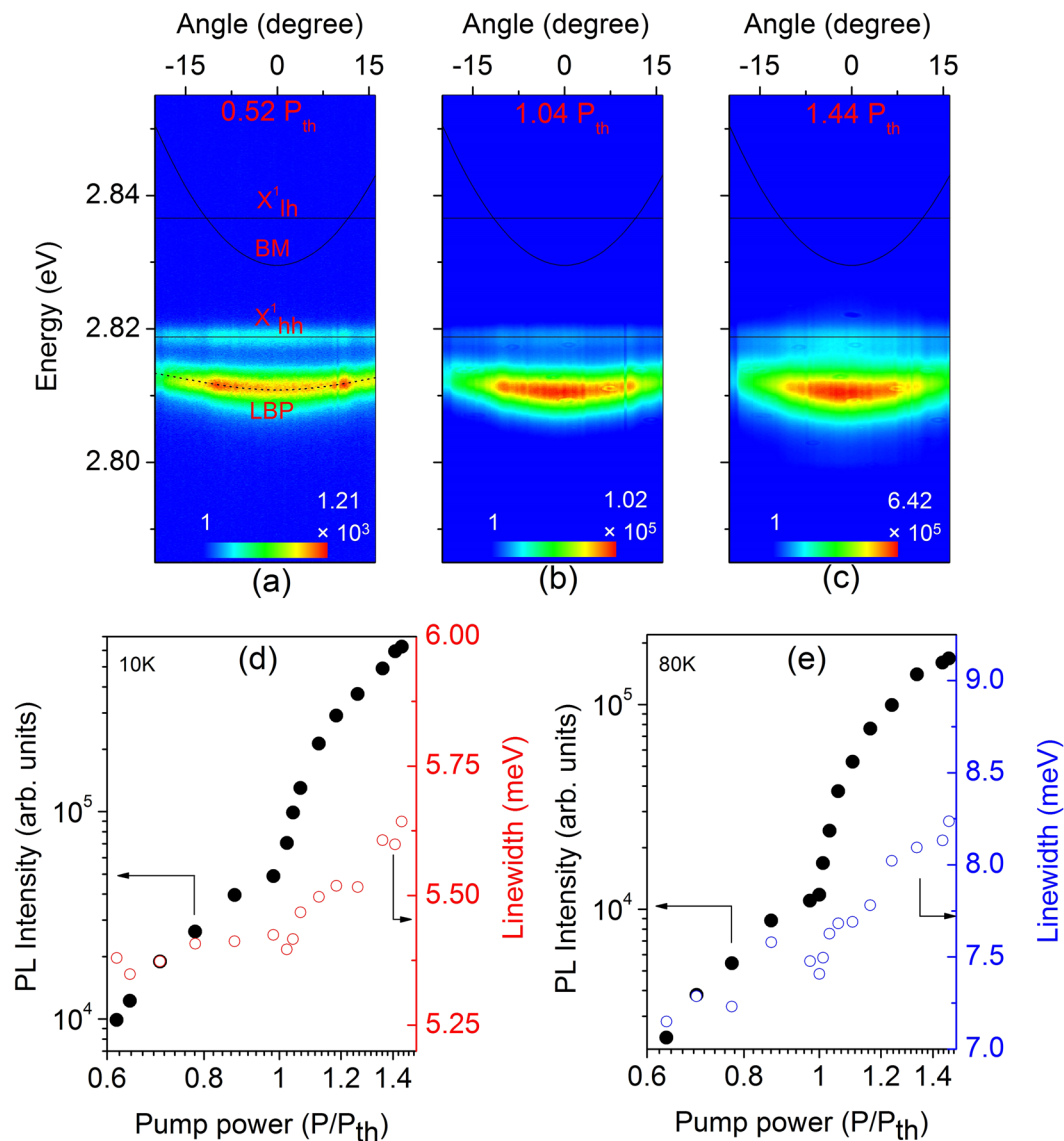 Angle (degree) Angle (degree) Angle (degree)
-15 0 15 -15 0 15 -15 0 15
0.52 Pth 1.04 Pth 1.44 Pth
2.84
X1lh
BM
Energy (eV)
2.82
X1hh
LBP
2.80
1 1.21 × 10³ 1 1.02 × 10⁵ 1 6.42 × 10⁵
(a) (b) (c)
10K (d) 6.00
80K (e) 9.0
PL Intensity (arb. units)
10⁵
10⁴
Linewidth (meV)
5.75
5.50
5.25
0.6 0.8 1 1.2 1.4
Pump power (P/Pth)
PL Intensity (arb. units)
10⁵
10⁴
Linewidth (meV)
8.5
8.0
7.5
7.0
0.6 0.8 1 1.2 1.4
Pump power (P/Pth)